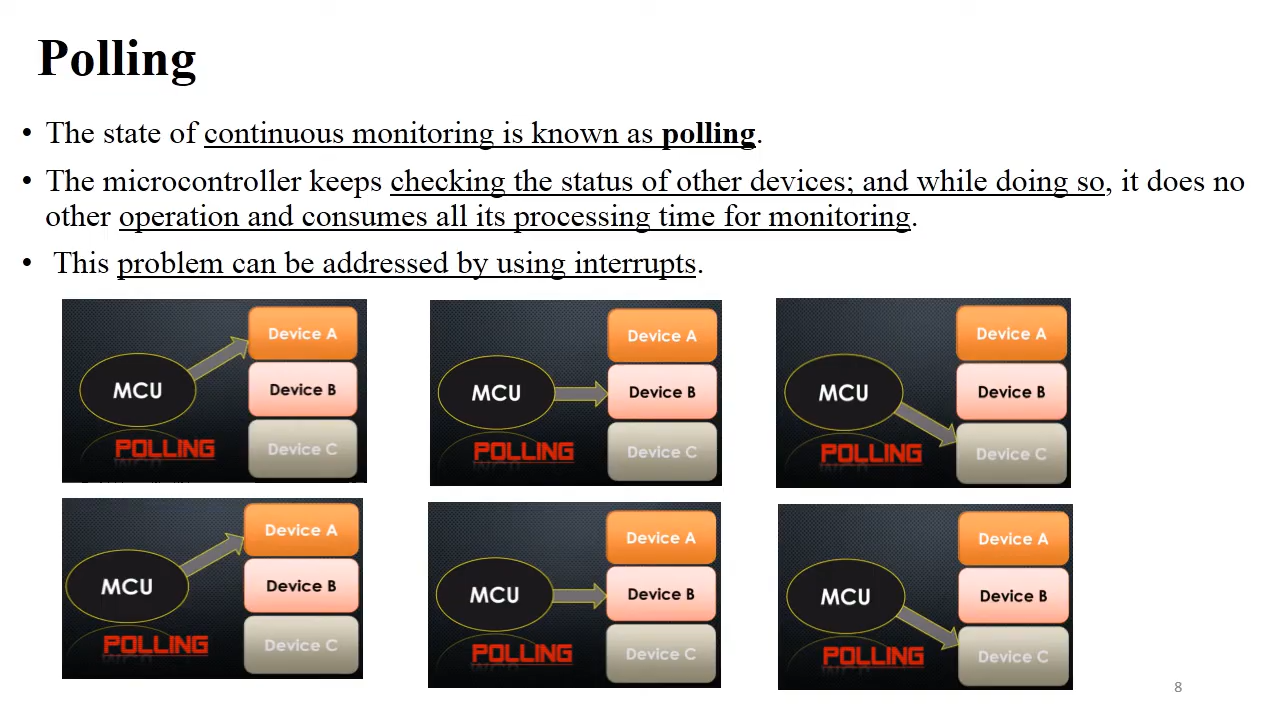 Polling
• The state of continuous monitoring is known as polling.
• The microcontroller keeps checking the status of other devices; and while doing so, it does no
other operation and consumes all its processing time for monitoring.
• This problem can be addressed by using interrupts.
Device A
MCU
Device B
POLLING
Device C
Device A
MCU
Device B
POLLING
Device C
Device A
MCU
Device B
POLLING
Device C
Device A
MCU
Device B
POLLING
Device C
Device A
MCU
Device B
POLLING
Device C
Device A
MCU
Device B
POLLING
Device C
8